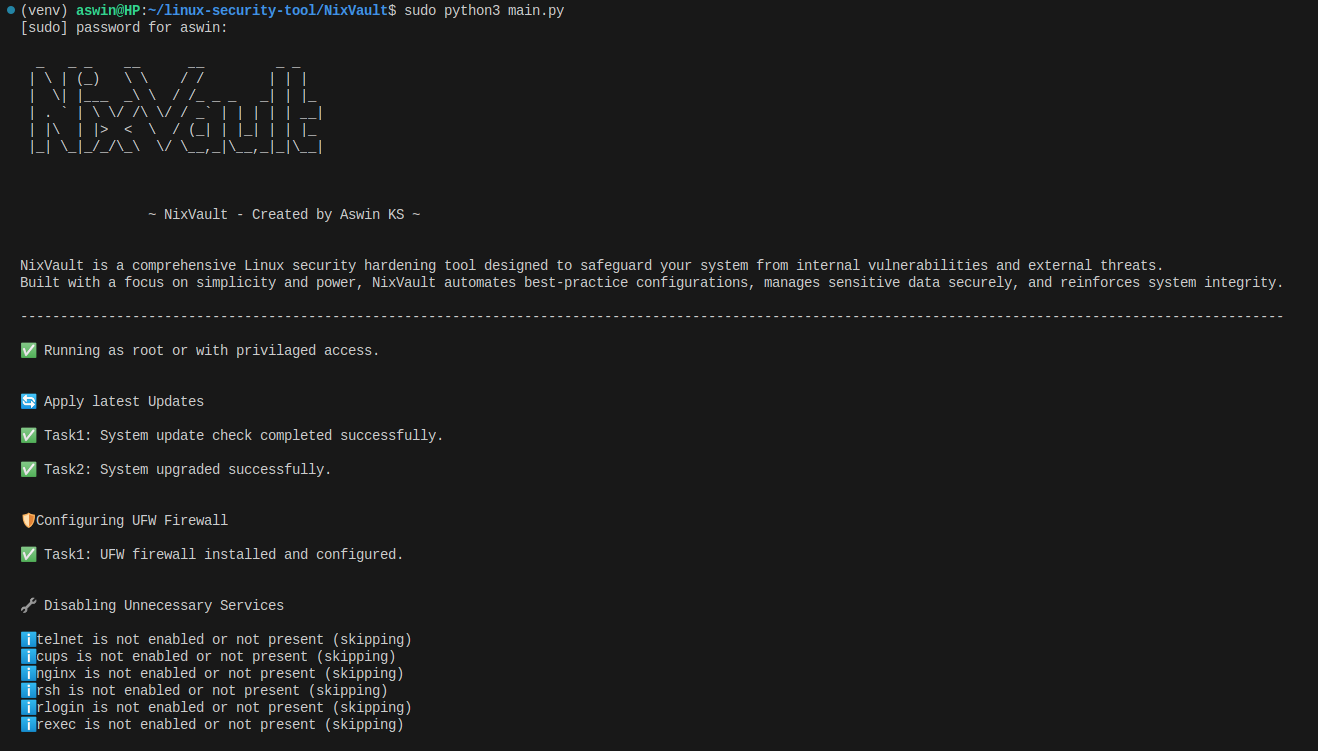 (venv) aswin@HP:~/linux-security-tool/NixVault$ sudo python3 main.py
[sudo] password for aswin:
NixVault
~ NixVault - Created by Aswin KS ~
NixVault is a comprehensive Linux security hardening tool designed to safeguard your system from internal vulnerabilities and external threats.
Built with a focus on simplicity and power, NixVault automates best-practice configurations, manages sensitive data securely, and reinforces system integrity.
--------------------------------------------------------------------------------------------------------------------------------------------------------------
✅ Running as root or with privilaged access.
🔄 Apply latest Updates
✅ Task1: System update check completed successfully.
✅ Task2: System upgraded successfully.
🛡️Configuring UFW Firewall
✅ Task1: UFW firewall installed and configured.
🔧 Disabling Unnecessary Services
ℹ️telnet is not enabled or not present (skipping)
ℹ️cups is not enabled or not present (skipping)
ℹ️nginx is not enabled or not present (skipping)
ℹ️rsh is not enabled or not present (skipping)
ℹ️rlogin is not enabled or not present (skipping)
ℹ️rexec is not enabled or not present (skipping)